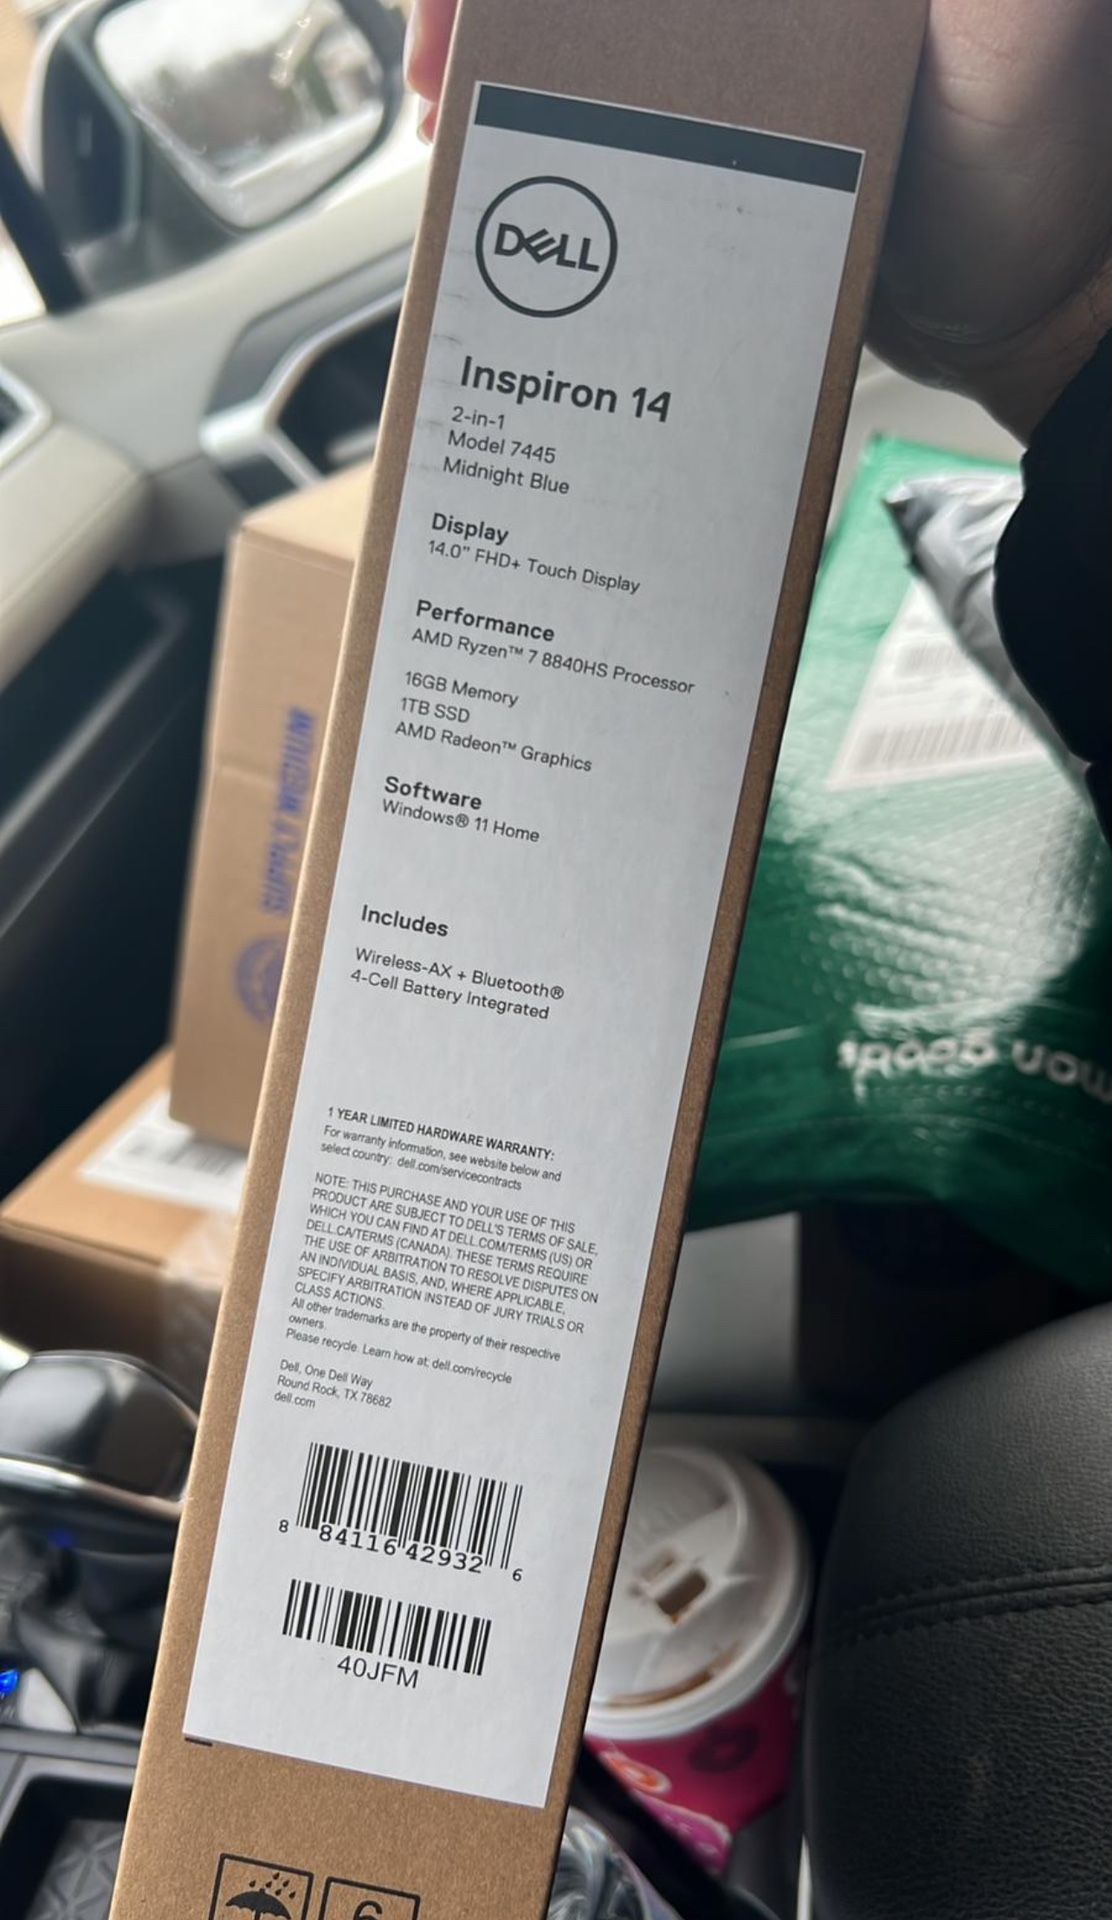 DELL
Inspiron 14
2-in-1
Model 7445
Midnight Blue
Display
14.0" FHD+ Touch Display
Performance
AMD Ryzen™ 7 8840HS Processor
16GB Memory
1TB SSD
AMD Radeon™ Graphics
Software
Windows® 11 Home
Includes
Wireless-AX + Bluetooth®
4-Cell Battery Integrated
1 YEAR LIMITED HARDWARE WARRANTY:
For warranty information, see website below and
select country: dell.com/servicecontracts
NOTE: THIS PURCHASE AND YOUR USE OF THIS
PRODUCT ARE SUBJECT TO DELL'S TERMS OF SALE,
WHICH YOU CAN FIND AT DELL.COM/TERMS (US) OR
DELL.CA/TERMS (CANADA). THESE TERMS REQUIRE
THE USE OF ARBITRATION TO RESOLVE DISPUTES ON
AN INDIVIDUAL BASIS, AND, WHERE APPLICABLE,
SPECIFY ARBITRATION INSTEAD OF JURY TRIALS OR
CLASS ACTIONS.
All other trademarks are the property of their respective
owners.
Please recycle. Learn how at: dell.com/recycle
Dell, One Dell Way
Round Rock, TX 78682
dell.com
8 84116 42932 6
40JFM
6
SUPPLY MEDIUM